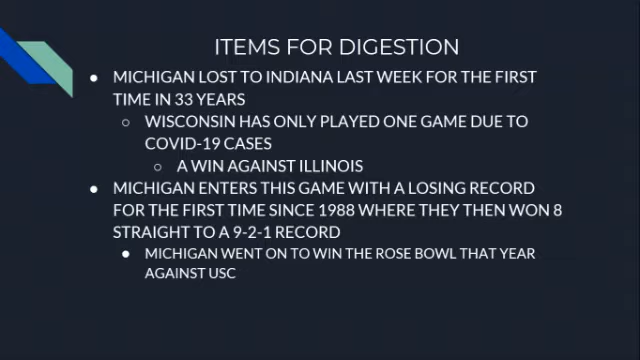 ITEMS FOR DIGESTION
● MICHIGAN LOST TO INDIANA LAST WEEK FOR THE FIRST
TIME IN 33 YEARS
○ WISCONSIN HAS ONLY PLAYED ONE GAME DUE TO
COVID-19 CASES
○ A WIN AGAINST ILLINOIS
● MICHIGAN ENTERS THIS GAME WITH A LOSING RECORD
FOR THE FIRST TIME SINCE 1988 WHERE THEY THEN WON 8
STRAIGHT TO A 9-2-1 RECORD
● MICHIGAN WENT ON TO WIN THE ROSE BOWL THAT YEAR
AGAINST USC